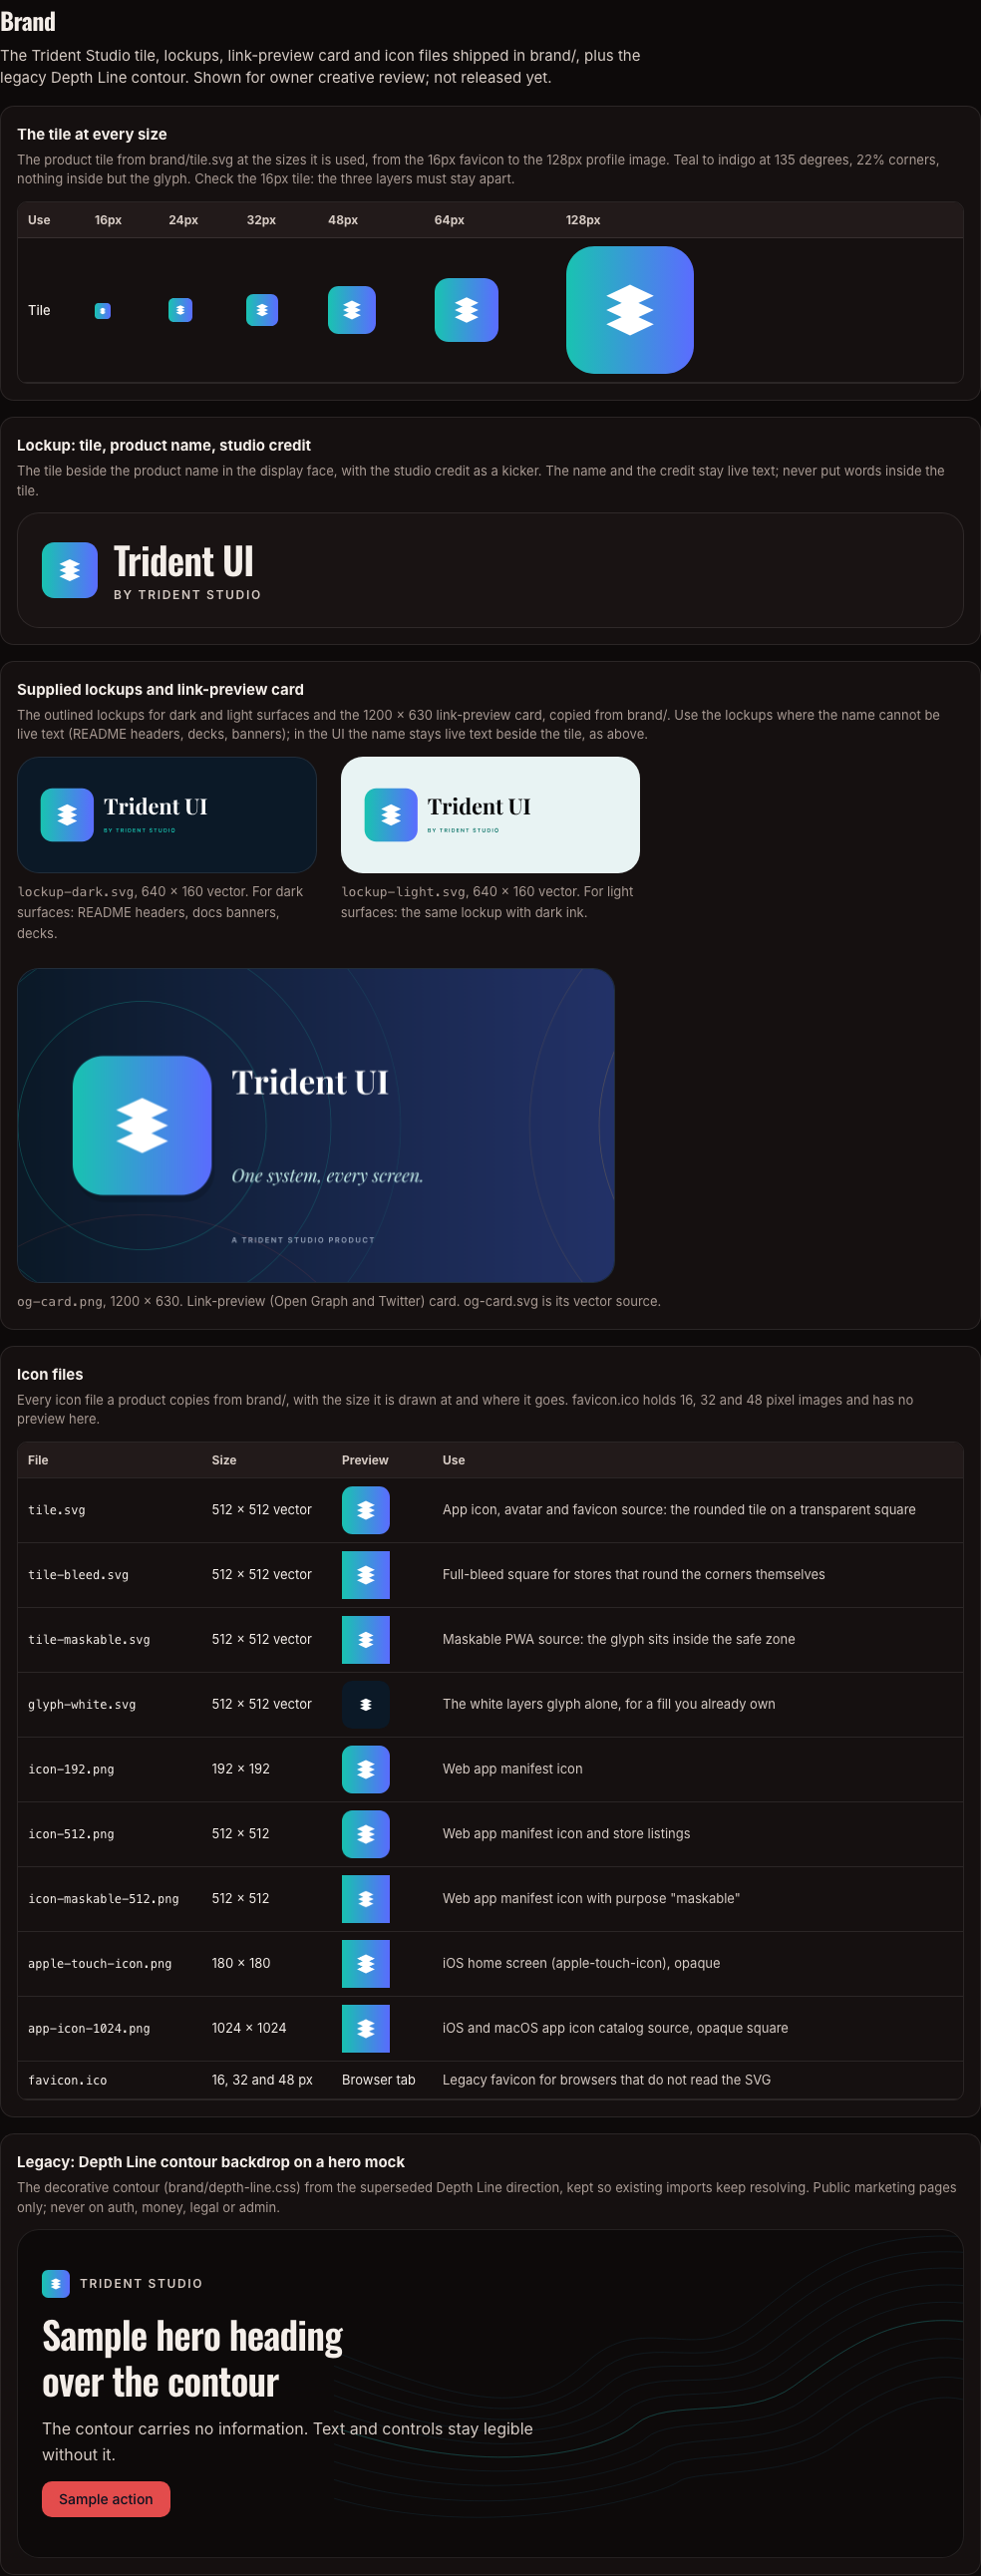 Brand
The Trident Studio tile, lockups, link-preview card and icon files shipped in brand/, plus the
legacy Depth Line contour. Shown for owner creative review; not released yet.
The tile at every size
The product tile from brand/tile.svg at the sizes it is used, from the 16px favicon to the 128px profile image. Teal to indigo at 135 degrees, 22% corners,
nothing inside but the glyph. Check the 16px tile: the three layers must stay apart.
Use 16px 24px 32px 48px 64px 128px
Tile
Lockup: tile, product name, studio credit
The tile beside the product name in the display face, with the studio credit as a kicker. The name and the credit stay live text; never put words inside the
tile.
Trident UI
BY TRIDENT STUDIO
Supplied lockups and link-preview card
The outlined lockups for dark and light surfaces and the 1200 × 630 link-preview card, copied from brand/. Use the lockups where the name cannot be
live text (README headers, decks, banners); in the UI the name stays live text beside the tile, as above.
Trident UI
BY TRIDENT STUDIO
Trident UI
BY TRIDENT STUDIO
lockup-dark.svg, 640 × 160 vector. For dark
surfaces: README headers, docs banners,
decks.
lockup-light.svg, 640 × 160 vector. For light
surfaces: the same lockup with dark ink.
Trident UI
One system, every screen.
A TRIDENT STUDIO PRODUCT
og-card.png, 1200 × 630. Link-preview (Open Graph and Twitter) card. og-card.svg is its vector source.
Icon files
Every icon file a product copies from brand/, with the size it is drawn at and where it goes. favicon.ico holds 16, 32 and 48 pixel images and has no
preview here.
File Size Preview Use
tile.svg 512 × 512 vector App icon, avatar and favicon source: the rounded tile on a transparent square
tile-bleed.svg 512 × 512 vector Full-bleed square for stores that round the corners themselves
tile-maskable.svg 512 × 512 vector Maskable PWA source: the glyph sits inside the safe zone
glyph-white.svg 512 × 512 vector The white layers glyph alone, for a fill you already own
icon-192.png 192 × 192 Web app manifest icon
icon-512.png 512 × 512 Web app manifest icon and store listings
icon-maskable-512.png 512 × 512 Web app manifest icon with purpose "maskable"
apple-touch-icon.png 180 × 180 iOS home screen (apple-touch-icon), opaque
app-icon-1024.png 1024 × 1024 iOS and macOS app icon catalog source, opaque square
favicon.ico 16, 32 and 48 px Browser tab Legacy favicon for browsers that do not read the SVG
Legacy: Depth Line contour backdrop on a hero mock
The decorative contour (brand/depth-line.css) from the superseded Depth Line direction, kept so existing imports keep resolving. Public marketing pages
only; never on auth, money, legal or admin.
TRIDENT STUDIO
Sample hero heading
over the contour
The contour carries no information. Text and controls stay legible
without it.
Sample action